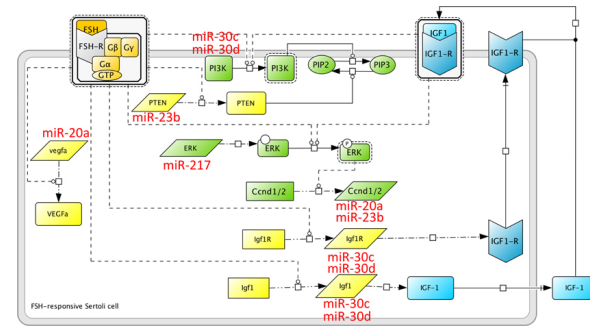 FSH
FSH-R
Gβ
Gγ
Gα
GTP
miR-30c
miR-30d
PI3K
PI3K
PIP2
PIP3
IGF1
IGF1-R
IGF1-R
PTEN
PTEN
miR-23b
miR-20a
vegfa
VEGFa
ERK
miR-217
ERK
P
ERK
Ccnd1/2
Ccnd1/2
miR-20a
miR-23b
Igf1R
Igf1R
miR-30c
miR-30d
IGF1-R
Igf1
Igf1
miR-30c
miR-30d
IGF-1
IGF-1
FSH-responsive Sertoli cell